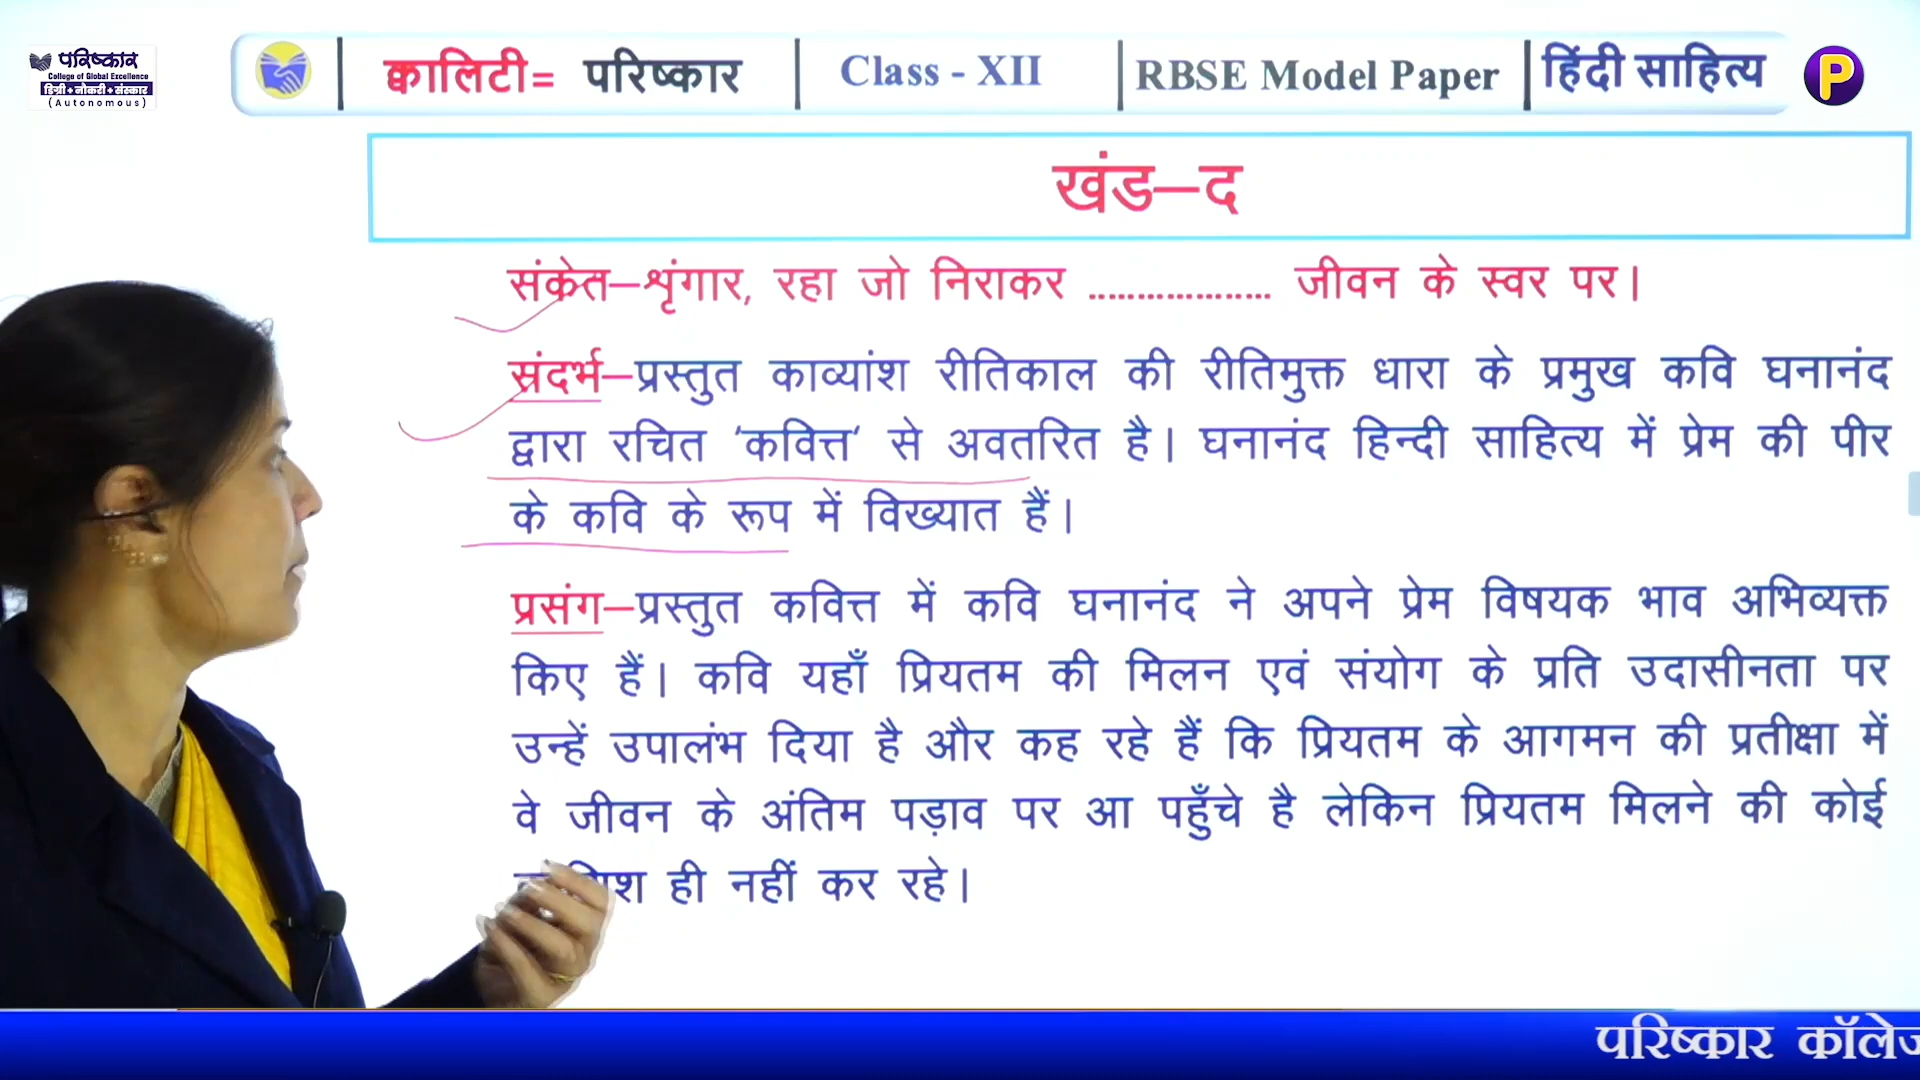 परिष्कार
College of Global Excellence
डिग्री + नौकरी + संस्कार
(Autonomous)
क्वालिटी= परिष्कार
Class - XII
RBSE Model Paper
हिंदी साहित्य
P
खंड–द
संकेत–श्रृंगार, रहा जो निराकर ..................... जीवन के स्वर पर।
संदर्भ–प्रस्तुत काव्यांश रीतिकाल की रीतिमुक्त धारा के प्रमुख कवि घनानंद
द्वारा रचित ‘कवित्त‘ से अवतरित है। घनानंद हिन्दी साहित्य में प्रेम की पीर
के कवि के रूप में विख्यात हैं।
प्रसंग–प्रस्तुत कवित्त में कवि घनानंद ने अपने प्रेम विषयक भाव अभिव्यक्त
किए हैं। कवि यहाँ प्रियतम की मिलन एवं संयोग के प्रति उदासीनता पर
उन्हें उपालंभ दिया है और कह रहे हैं कि प्रियतम के आगमन की प्रतीक्षा में
वे जीवन के अंतिम पड़ाव पर आ पहुँचे है लेकिन प्रियतम मिलने की कोई
ही नहीं कर रहे।
परिष्कार कॉलेज